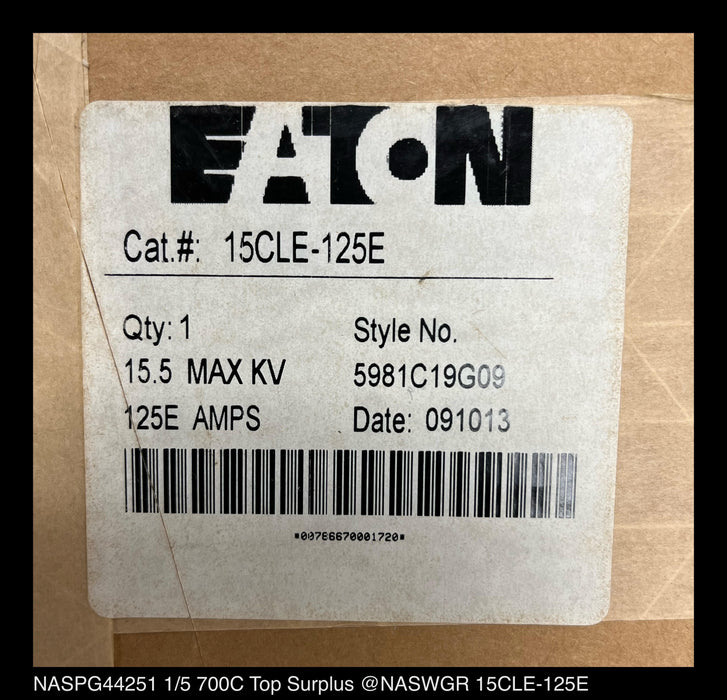 EATON
Cat.#: 15CLE-125E
Qty: 1 Style No.
15.5 MAX KV 5981C19G09
125E AMPS Date: 091013
*00786670001720*
NASPG44251 1/5 700C Top Surplus @NASWGR 15CLE-125E